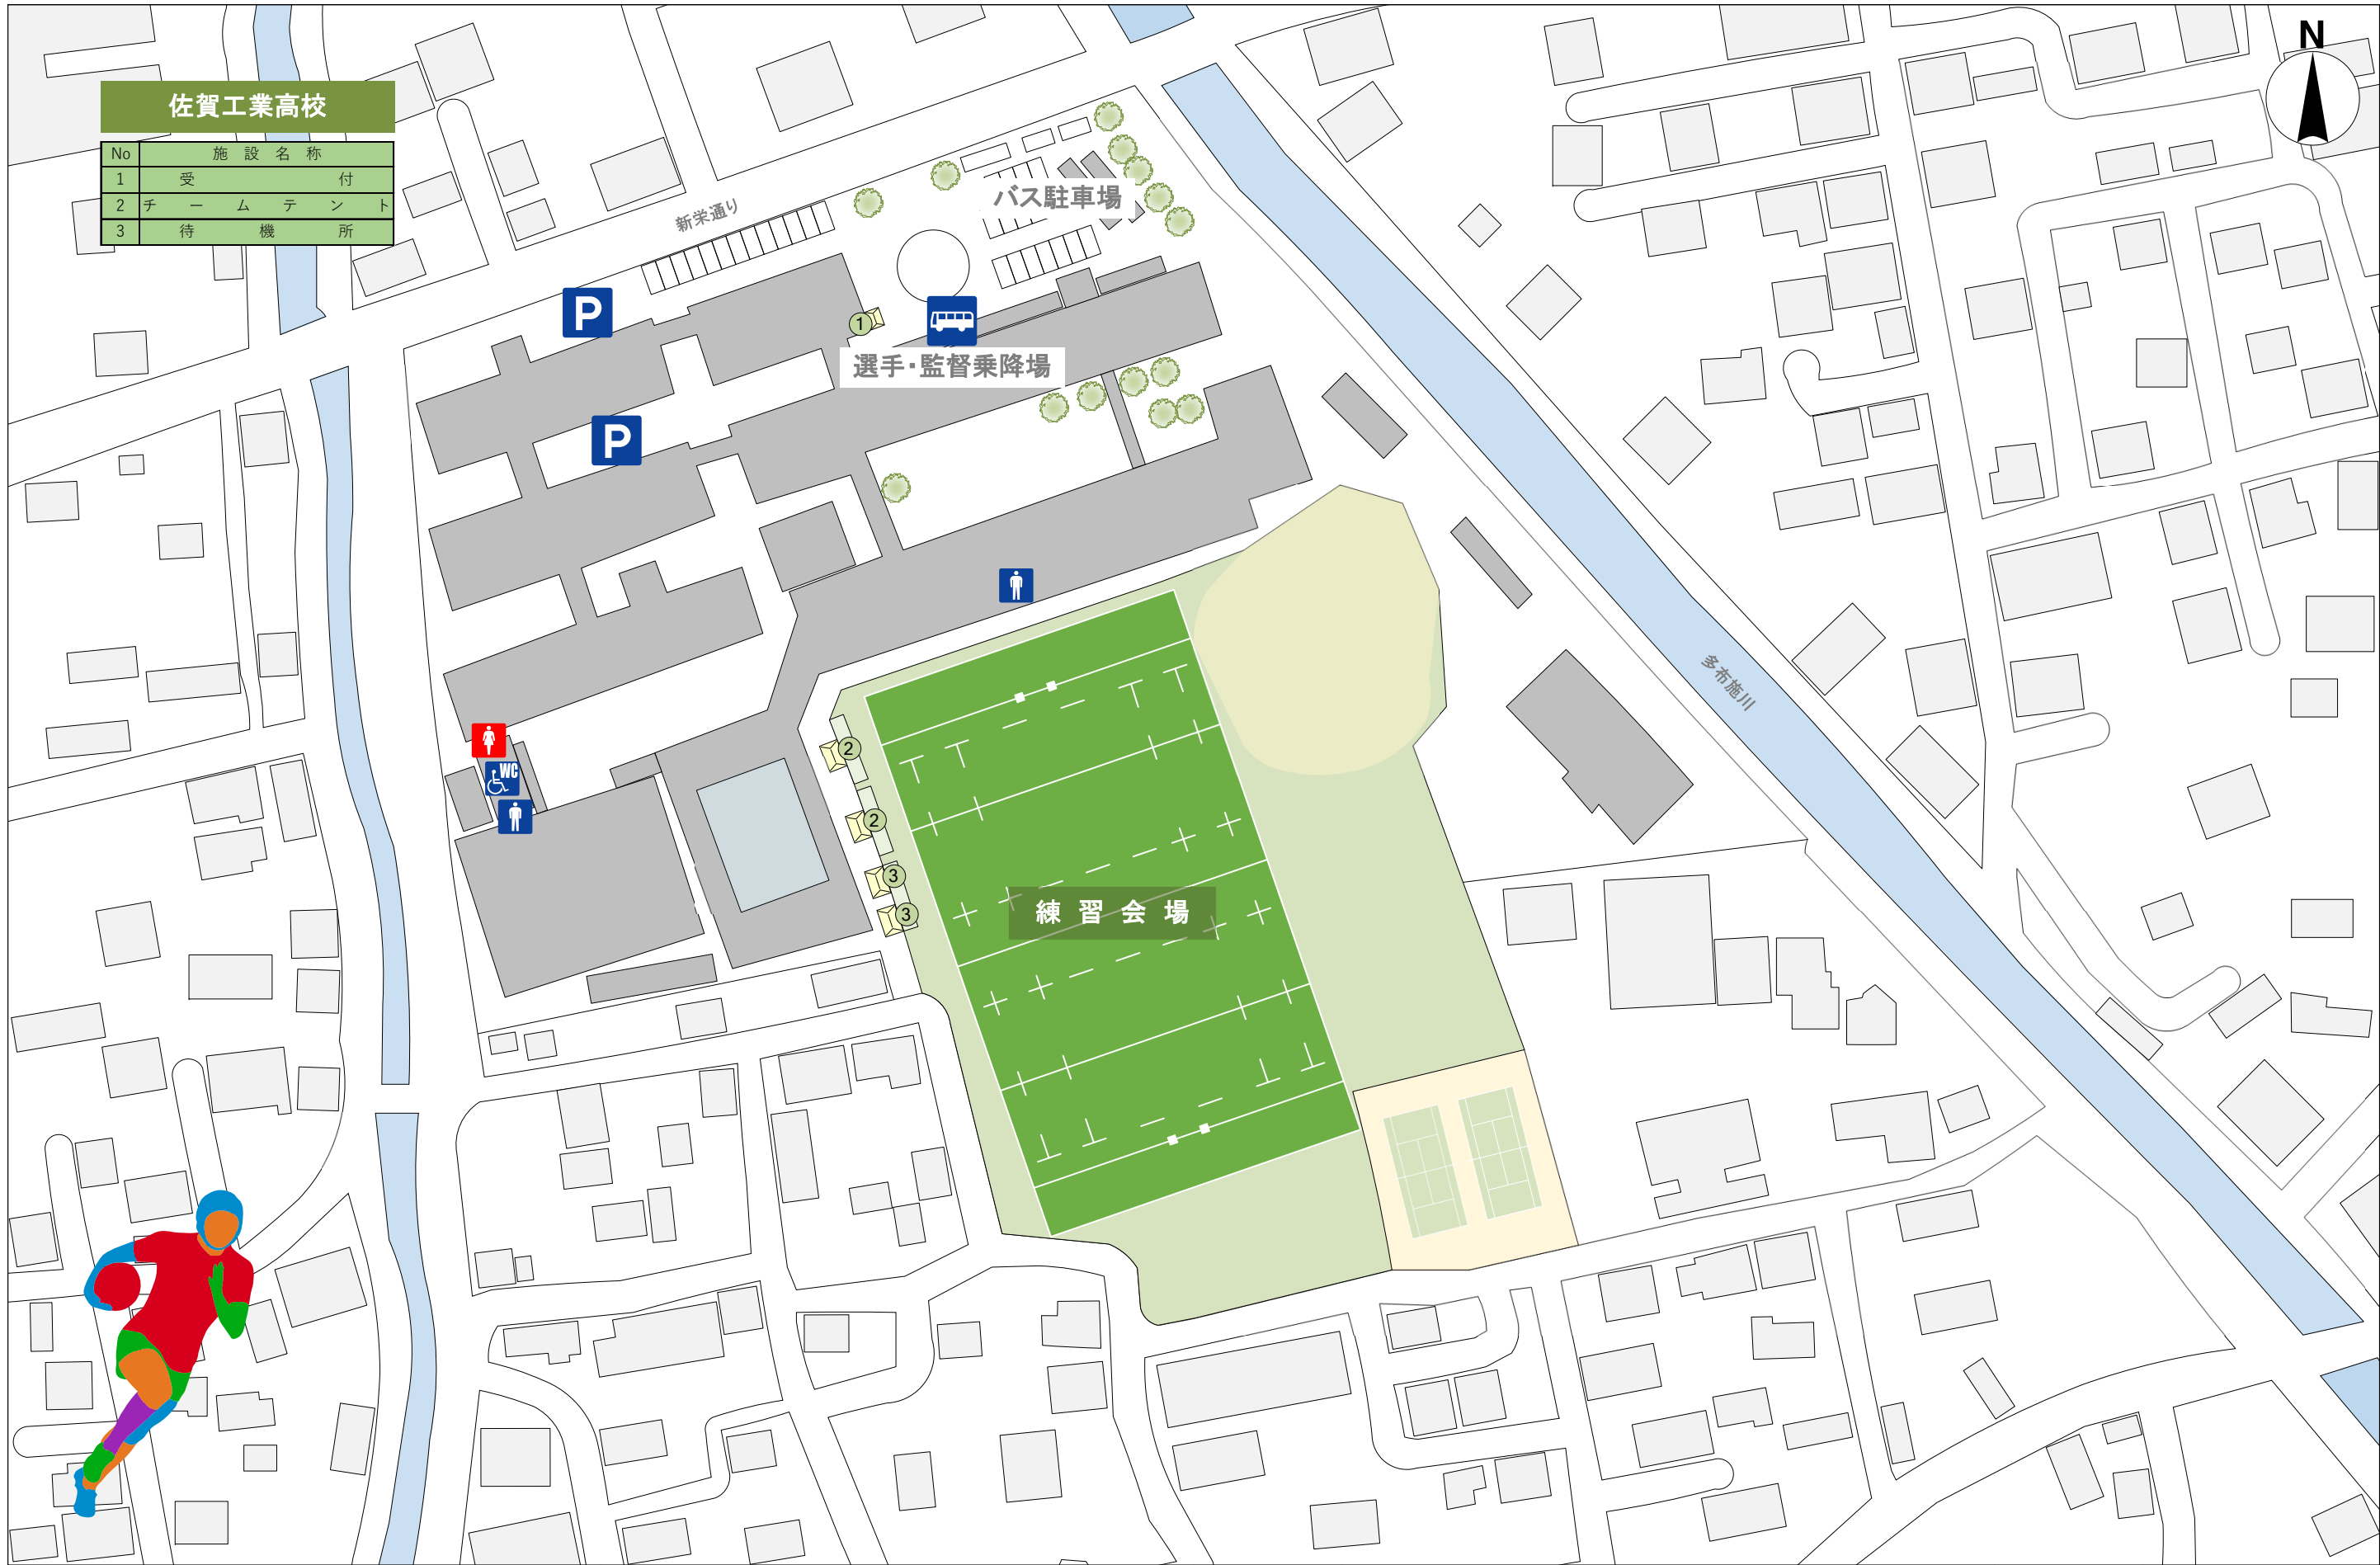 N
佐賀工業高校
No 施設名称
1 受付
2 チームテント
3 待機所
バス駐車場
新栄通り
P
1
選手・監督乗降場
P
多布施川
2
WC
2
3
3
練習会場